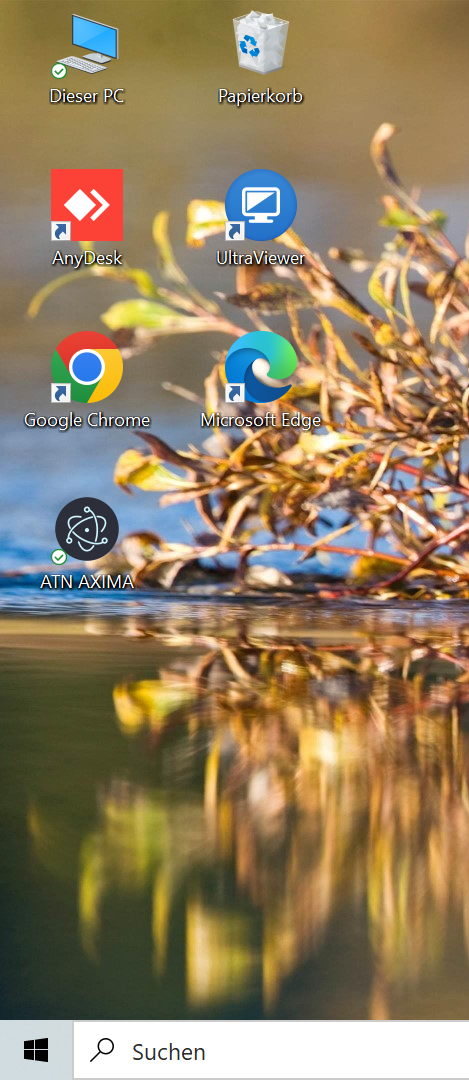 Dieser PC
Papierkorb
AnyDesk
UltraViewer
Google Chrome
Microsoft Edge
ATN AXIMA
Suchen